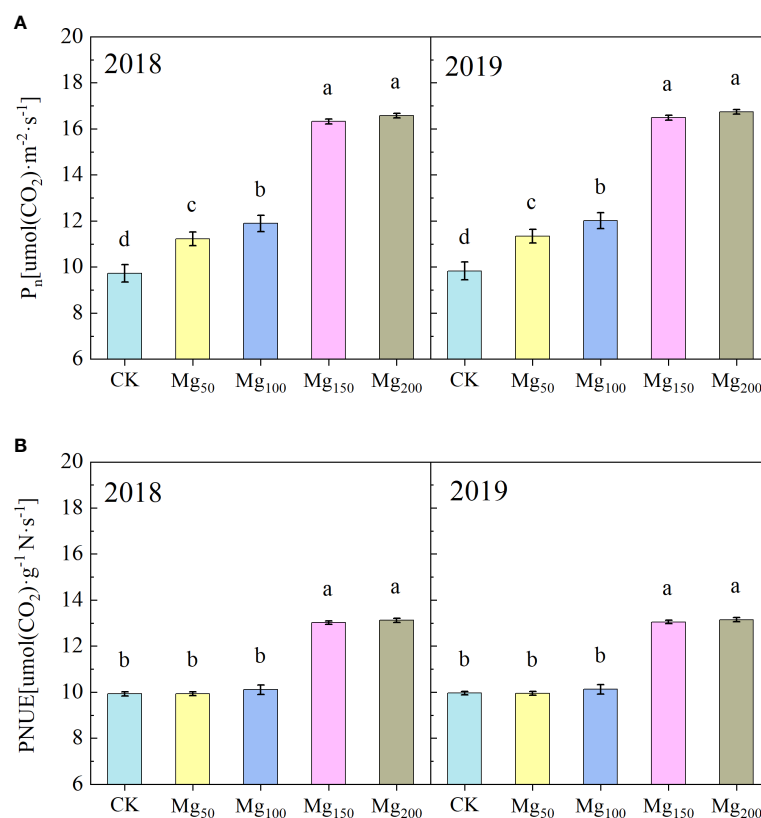 A
20
18
16
14
12
10
8
6
Pₙ[umol(CO₂)·m⁻²·s⁻¹]
2018
2019
d c b a a
d c b a a
CK Mg₅₀ Mg₁₀₀ Mg₁₅₀ Mg₂₀₀
CK Mg₅₀ Mg₁₀₀ Mg₁₅₀ Mg₂₀₀
B
20
18
16
14
12
10
8
6
PNUE[umol(CO₂)·g⁻¹ N·s⁻¹]
2018
2019
b b b a a
b b b a a
CK Mg₅₀ Mg₁₀₀ Mg₁₅₀ Mg₂₀₀
CK Mg₅₀ Mg₁₀₀ Mg₁₅₀ Mg₂₀₀